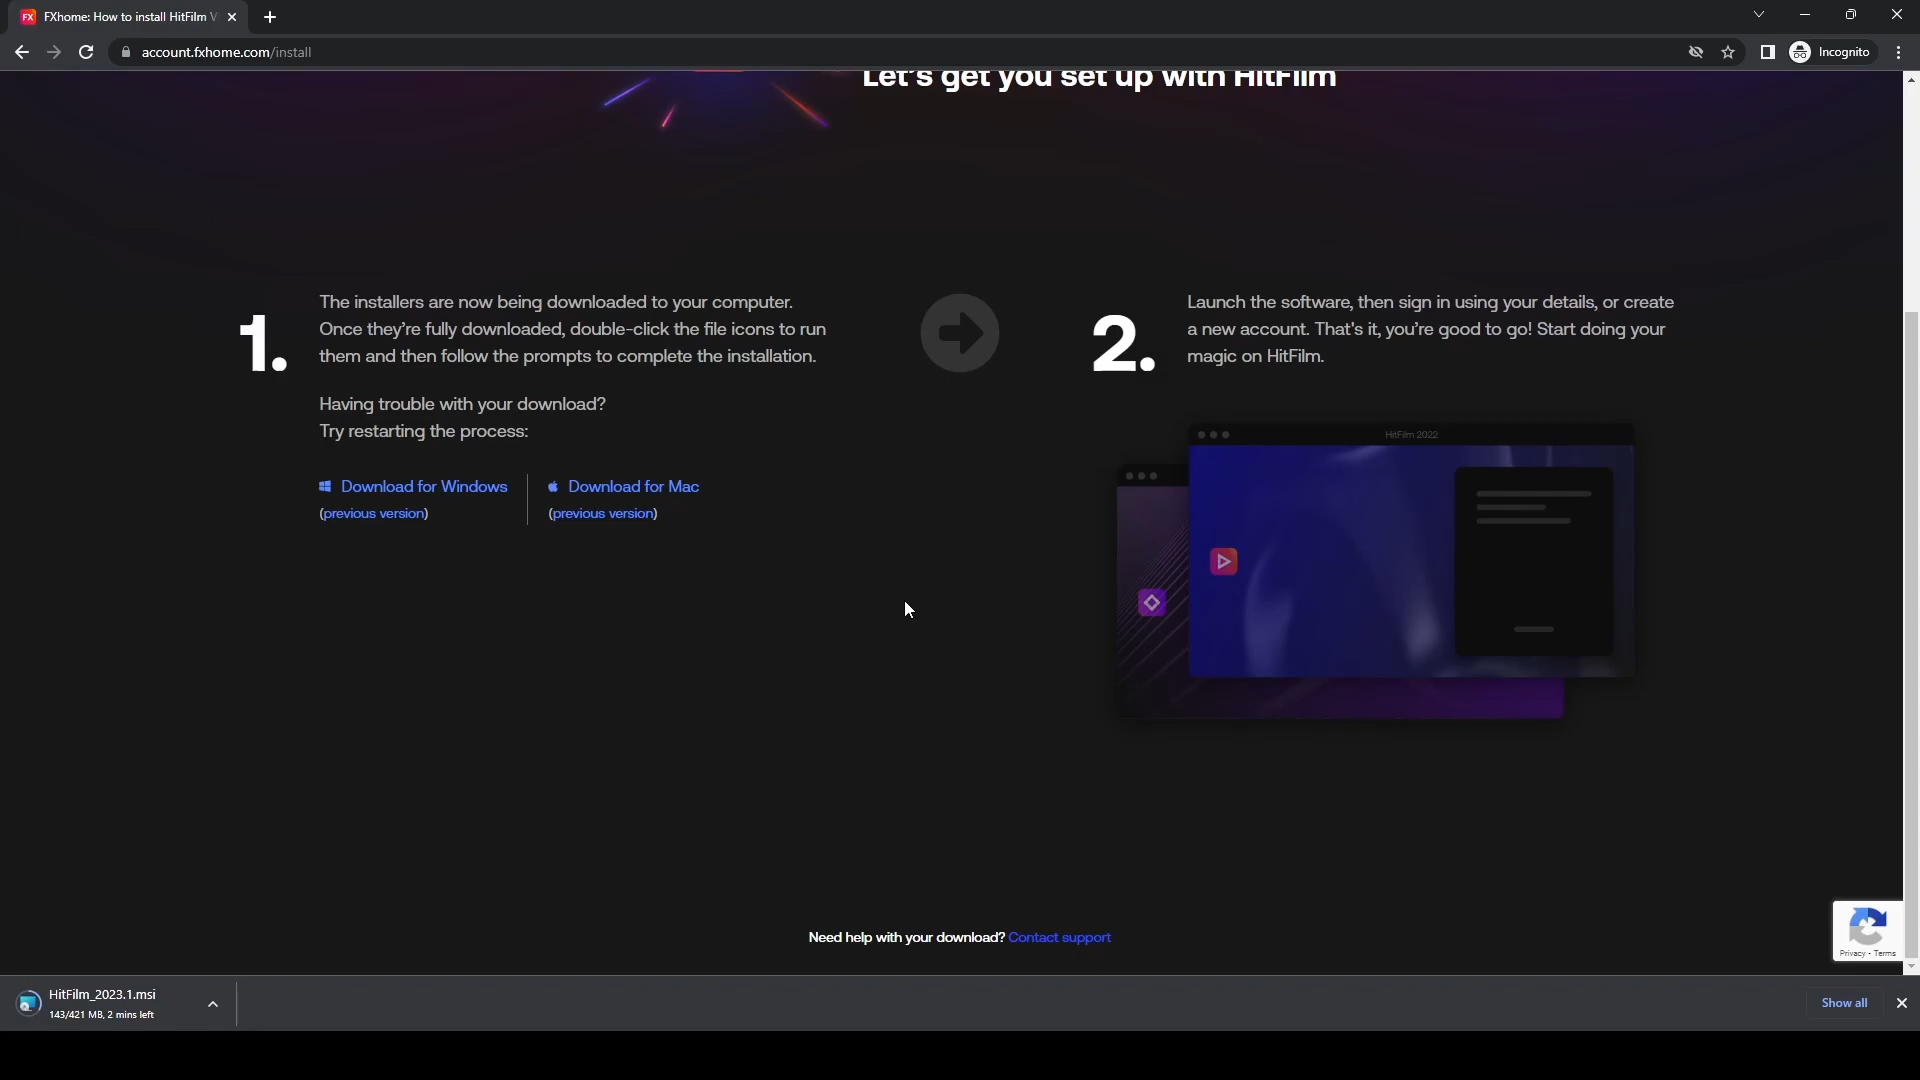 FX FXhome: How to install HitFilm V
account.fxhome.com/install
Incognito
Let's get you set up with HitFilm
1.
The installers are now being downloaded to your computer.
Once they're fully downloaded, double-click the file icons to run
them and then follow the prompts to complete the installation.
Having trouble with your download?
Try restarting the process:
Download for Windows
(previous version)
Download for Mac
(previous version)
2.
Launch the software, then sign in using your details, or create
a new account. That's it, you're good to go! Start doing your
magic on HitFilm.
HitFilm 2022
Need help with your download? Contact support
Privacy - Terms
HitFilm_2023.1.msi
143/421 MB, 2 mins left
Show all